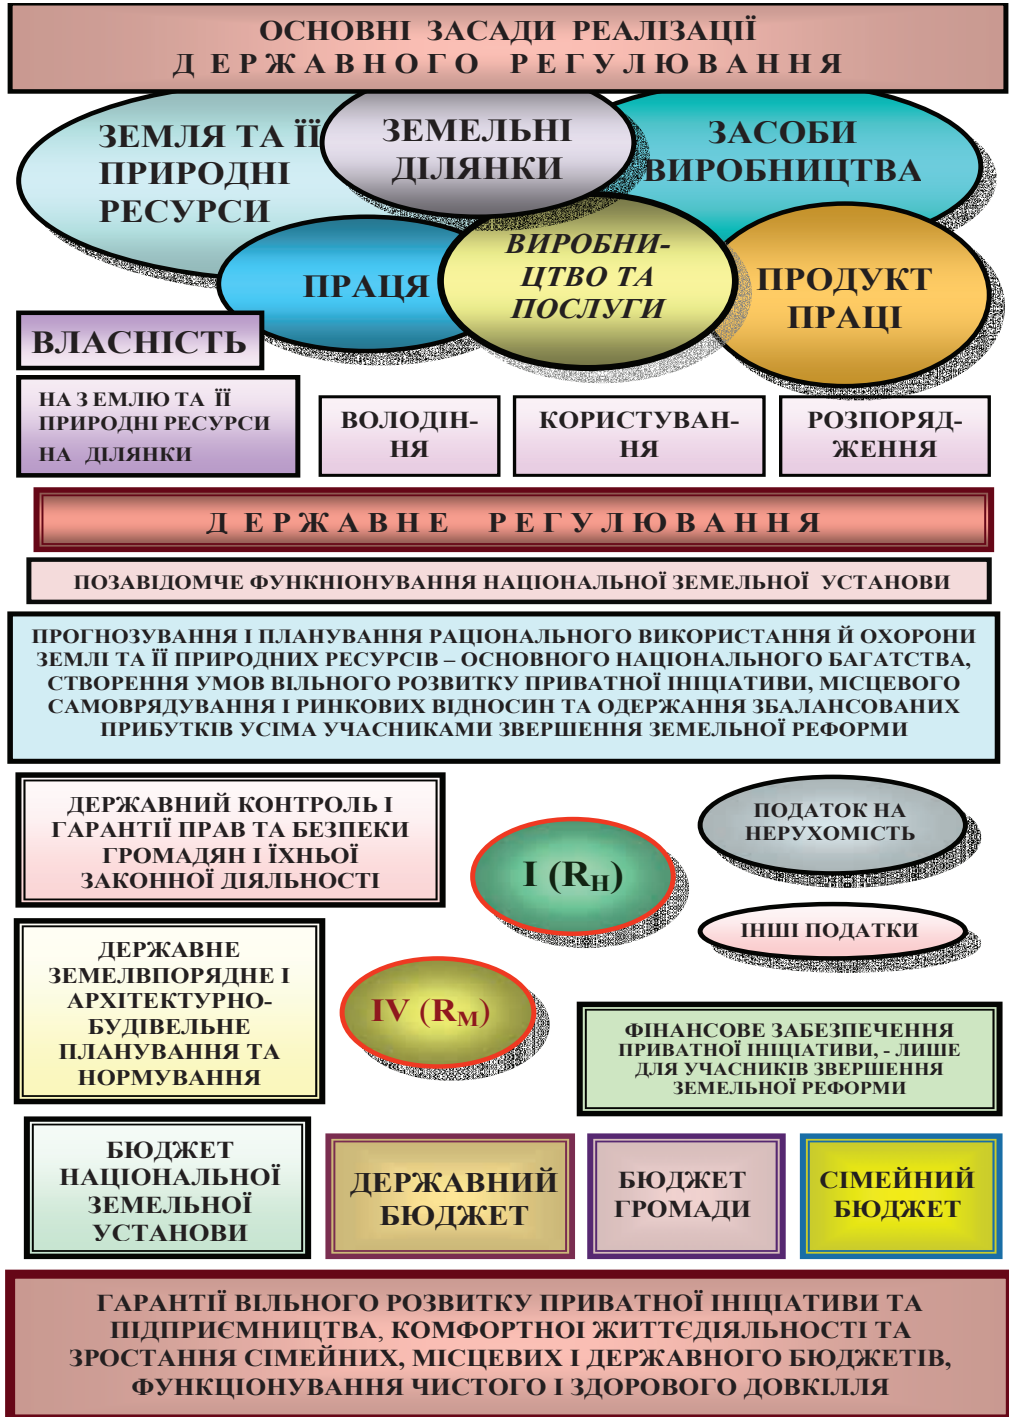 ОСНОВНІ ЗАСАДИ РЕАЛІЗАЦІЇ
ДЕРЖАВНОГО РЕГУЛЮВАННЯ
ЗЕМЛЯ ТА ЇЇ
ПРИРОДНІ
РЕСУРСИ
ЗЕМЕЛЬНІ
ДІЛЯНКИ
ЗАСОБИ
ВИРОБНИЦТВА
ПРАЦЯ
ВИРОБНИ-
ЦТВО ТА
ПОСЛУГИ
ПРОДУКТ
ПРАЦІ
ВЛАСНІСТЬ
НА З ЕМЛЮ ТА ЇЇ
ПРИРОДНІ РЕСУРСИ
НА ДІЛЯНКИ
ВОЛОДІН-
НЯ
КОРИСТУВАН-
НЯ
РОЗПОРЯД-
ЖЕННЯ
ДЕРЖАВНЕ РЕГУЛЮВАННЯ
ПОЗАВІДОМЧЕ ФУНКНІОНУВАННЯ НАЦІОНАЛЬНОЇ ЗЕМЕЛЬНОЇ УСТАНОВИ
ПРОГНОЗУВАННЯ І ПЛАНУВАННЯ РАЦІОНАЛЬНОГО ВИКОРИСТАННЯ Й ОХОРОНИ
ЗЕМЛІ ТА ЇЇ ПРИРОДНИХ РЕСУРСІВ – ОСНОВНОГО НАЦІОНАЛЬНОГО БАГАТСТВА,
СТВОРЕННЯ УМОВ ВІЛЬНОГО РОЗВИТКУ ПРИВАТНОЇ ІНІЦІАТИВИ, МІСЦЕВОГО
САМОВРЯДУВАННЯ І РИНКОВИХ ВІДНОСИН ТА ОДЕРЖАННЯ ЗБАЛАНСОВАНИХ
ПРИБУТКІВ УСІМА УЧАСНИКАМИ ЗВЕРШЕННЯ ЗЕМЕЛЬНОЇ РЕФОРМИ
ДЕРЖАВНИЙ КОНТРОЛЬ І
ГАРАНТІЇ ПРАВ ТА БЕЗПЕКИ
ГРОМАДЯН І ЇХНЬОЇ
ЗАКОННОЇ ДІЯЛЬНОСТІ
I (RН)
ПОДАТОК НА
НЕРУХОМІСТЬ
ІНШІ ПОДАТКИ
ДЕРЖАВНЕ
ЗЕМЕЛВПОРЯДНЕ І
АРХІТЕКТУРНО-
БУДІВЕЛЬНЕ
ПЛАНУВАННЯ ТА
НОРМУВАННЯ
IV (RМ)
ФІНАНСОВЕ ЗАБЕЗПЕЧЕННЯ
ПРИВАТНОЇ ІНІЦІАТИВИ, - ЛИШЕ
ДЛЯ УЧАСНИКІВ ЗВЕРШЕННЯ
ЗЕМЕЛЬНОЇ РЕФОРМИ
БЮДЖЕТ
НАЦІОНАЛЬНОЇ
ЗЕМЕЛЬНОЇ
УСТАНОВИ
ДЕРЖАВНИЙ
БЮДЖЕТ
БЮДЖЕТ
ГРОМАДИ
СІМЕЙНИЙ
БЮДЖЕТ
ГАРАНТІЇ ВІЛЬНОГО РОЗВИТКУ ПРИВАТНОЇ ІНІЦІАТИВИ ТА
ПІДПРИЄМНИЦТВА, КОМФОРТНОЇ ЖИТТЄДІЯЛЬНОСТІ ТА
ЗРОСТАННЯ СІМЕЙНИХ, МІСЦЕВИХ І ДЕРЖАВНОГО БЮДЖЕТІВ,
ФУНКЦІОНУВАННЯ ЧИСТОГО І ЗДОРОВОГО ДОВКІЛЛЯ